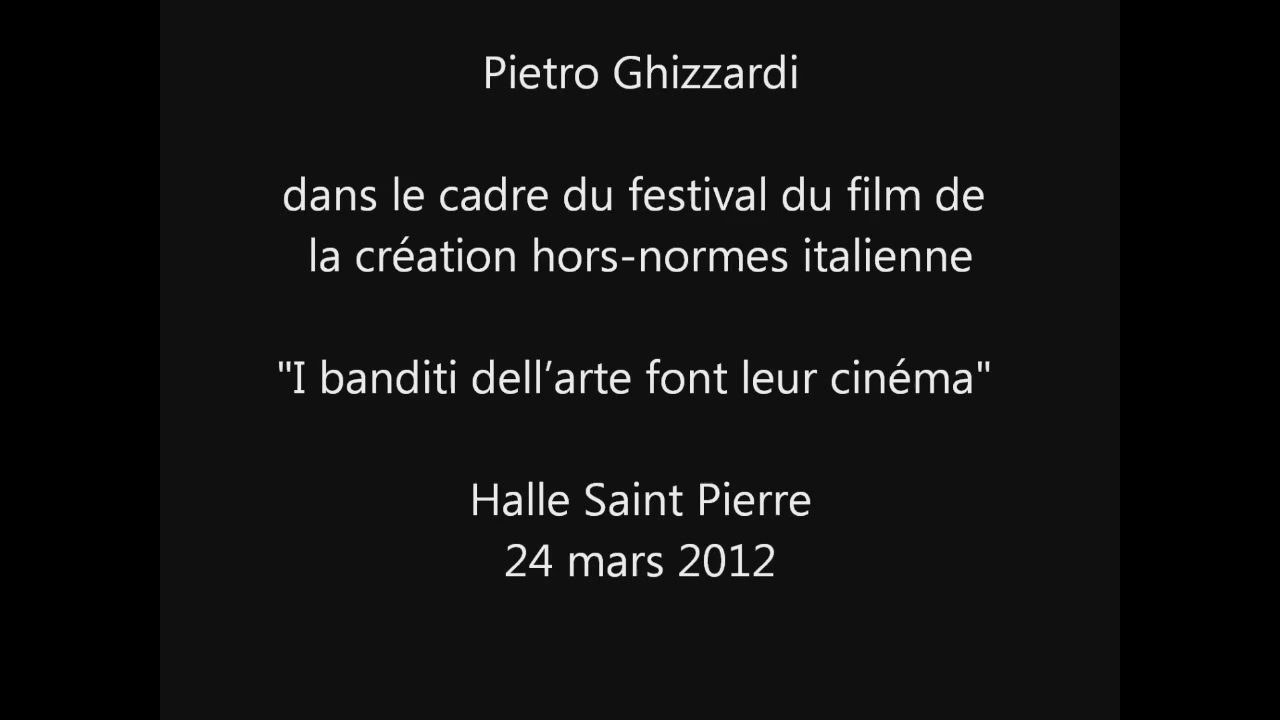 Pietro Ghizzardi
dans le cadre du festival du film de
la création hors-normes italienne
"I banditi dell’arte font leur cinéma"
Halle Saint Pierre
24 mars 2012